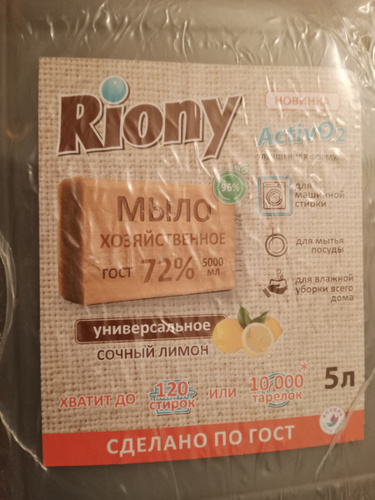 Riony
НОВИНКА
ActivO2
96%
МЫЛО
ХОЗЯЙСТВЕННОЕ
ГОСТ 72% 5000 МЛ
для
машинной
стирки
для мытья
посуды
для влажной
уборки всего
дома
универсальное
СОЧНЫЙ ЛИМОН
ХВАТИТ ДО 120 стирок ИЛИ 10 000* тарелок
5л
СДЕЛАНО ПО ГОСТ